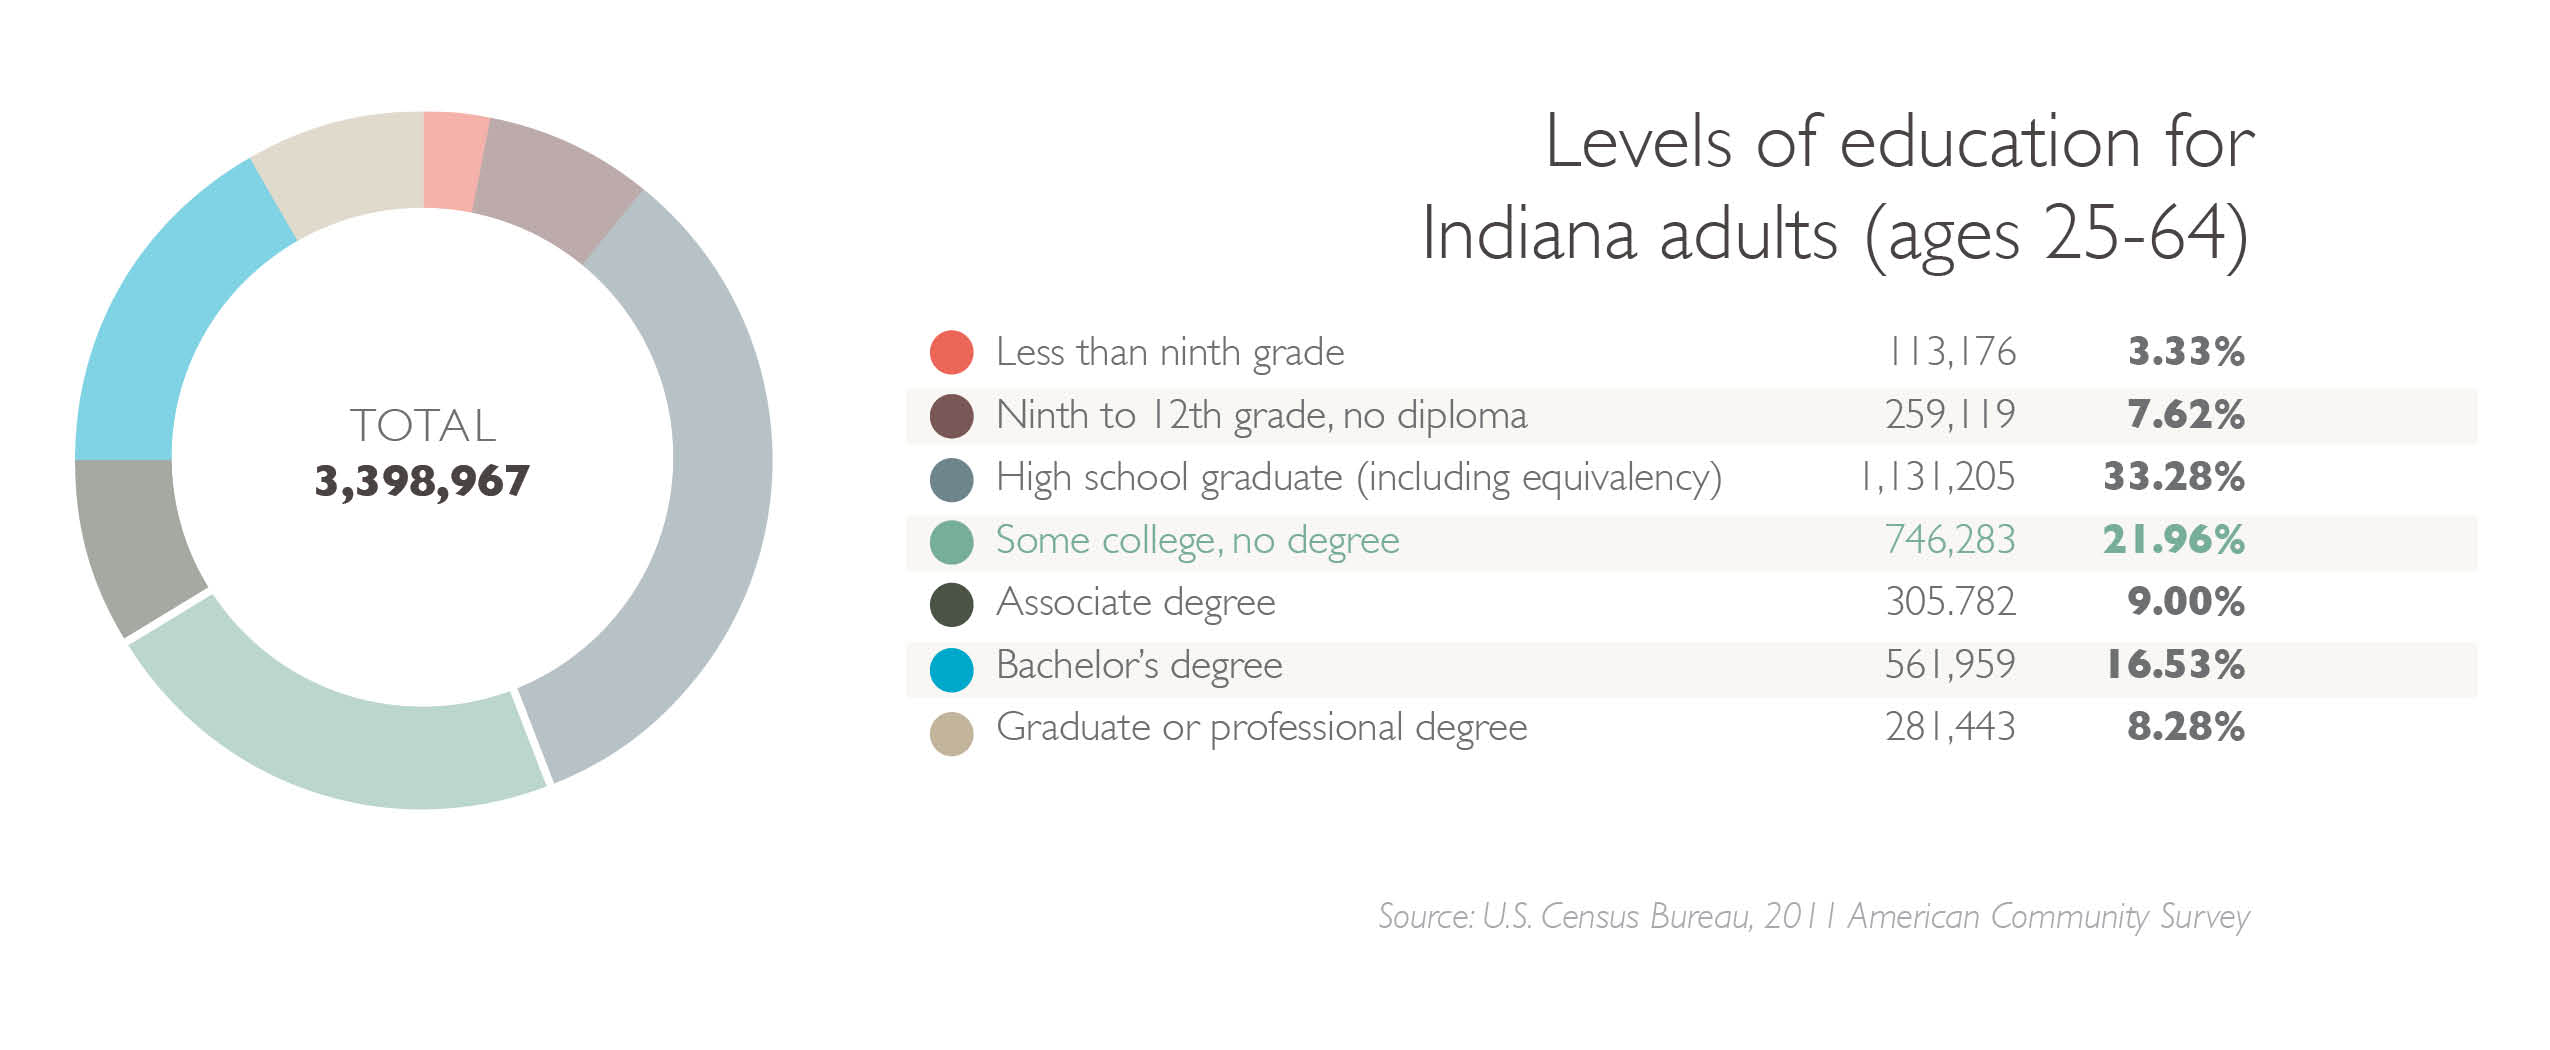 Levels of education for
Indiana adults (ages 25-64)
TOTAL
3,398,967
Less than ninth grade 113,176 3.33%
Ninth to 12th grade, no diploma 259,119 7.62%
High school graduate (including equivalency) 1,131,205 33.28%
Some college, no degree 746,283 21.96%
Associate degree 305.782 9.00%
Bachelor’s degree 561,959 16.53%
Graduate or professional degree 281,443 8.28%
Source: U.S. Census Bureau, 2011 American Community Survey